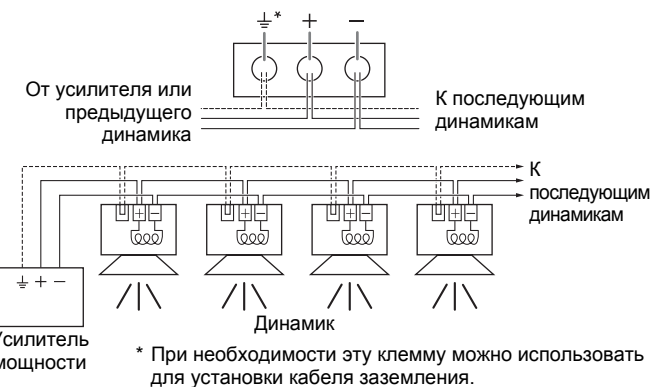 ⏚* + −
От усилителя или
предыдущего
динамика
К последующим
динамикам
К
последующим
динамикам
+ − + − + − + −
⏚ + −
Усилитель
мощности
Динамик
* При необходимости эту клемму можно использовать
для установки кабеля заземления.